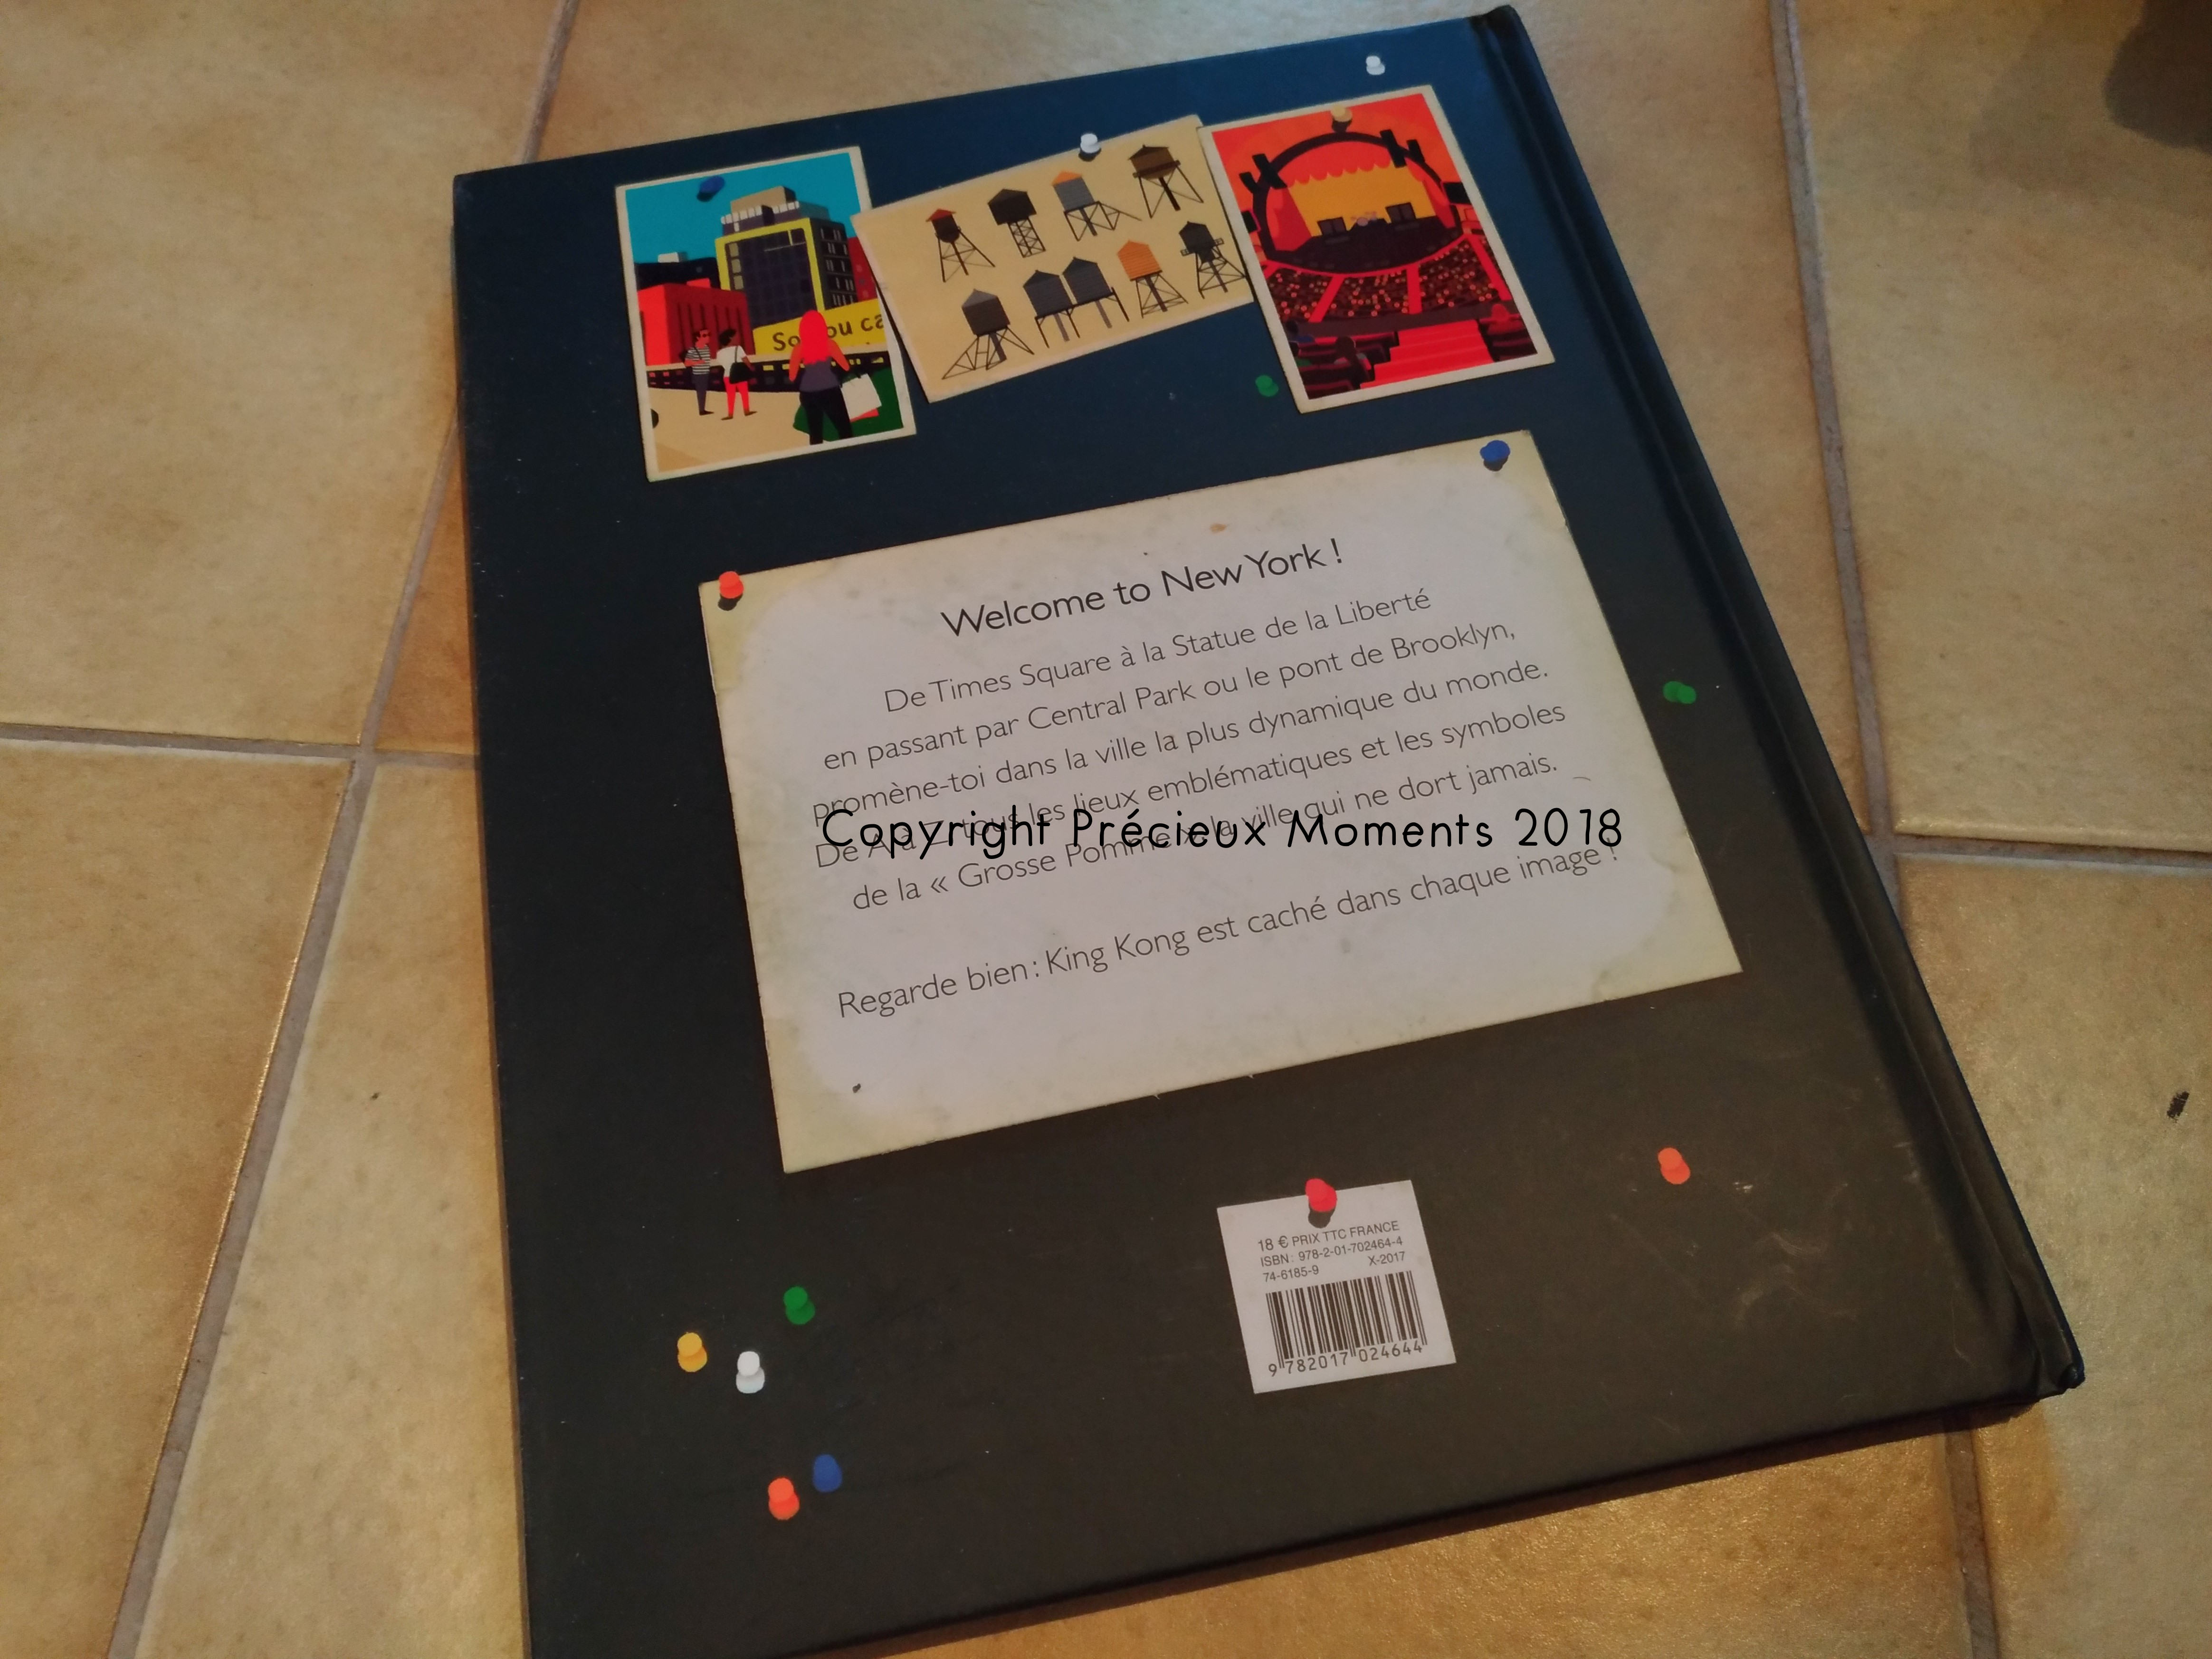 So you ca
Welcome to New York !
De Times Square à la Statue de la Liberté
en passant par Central Park ou le pont de Brooklyn,
promène-toi dans la ville la plus dynamique du monde.
De A à Z, tous les lieux emblématiques et les symboles
de la « Grosse Pomme », la ville qui ne dort jamais.
Copyright Précieux Moments 2018
Regarde bien : King Kong est caché dans chaque image !
18 € PRIX TTC FRANCE
ISBN : 978-2-01-702464-4
74-6185-9 X-2017
9 782017 024644